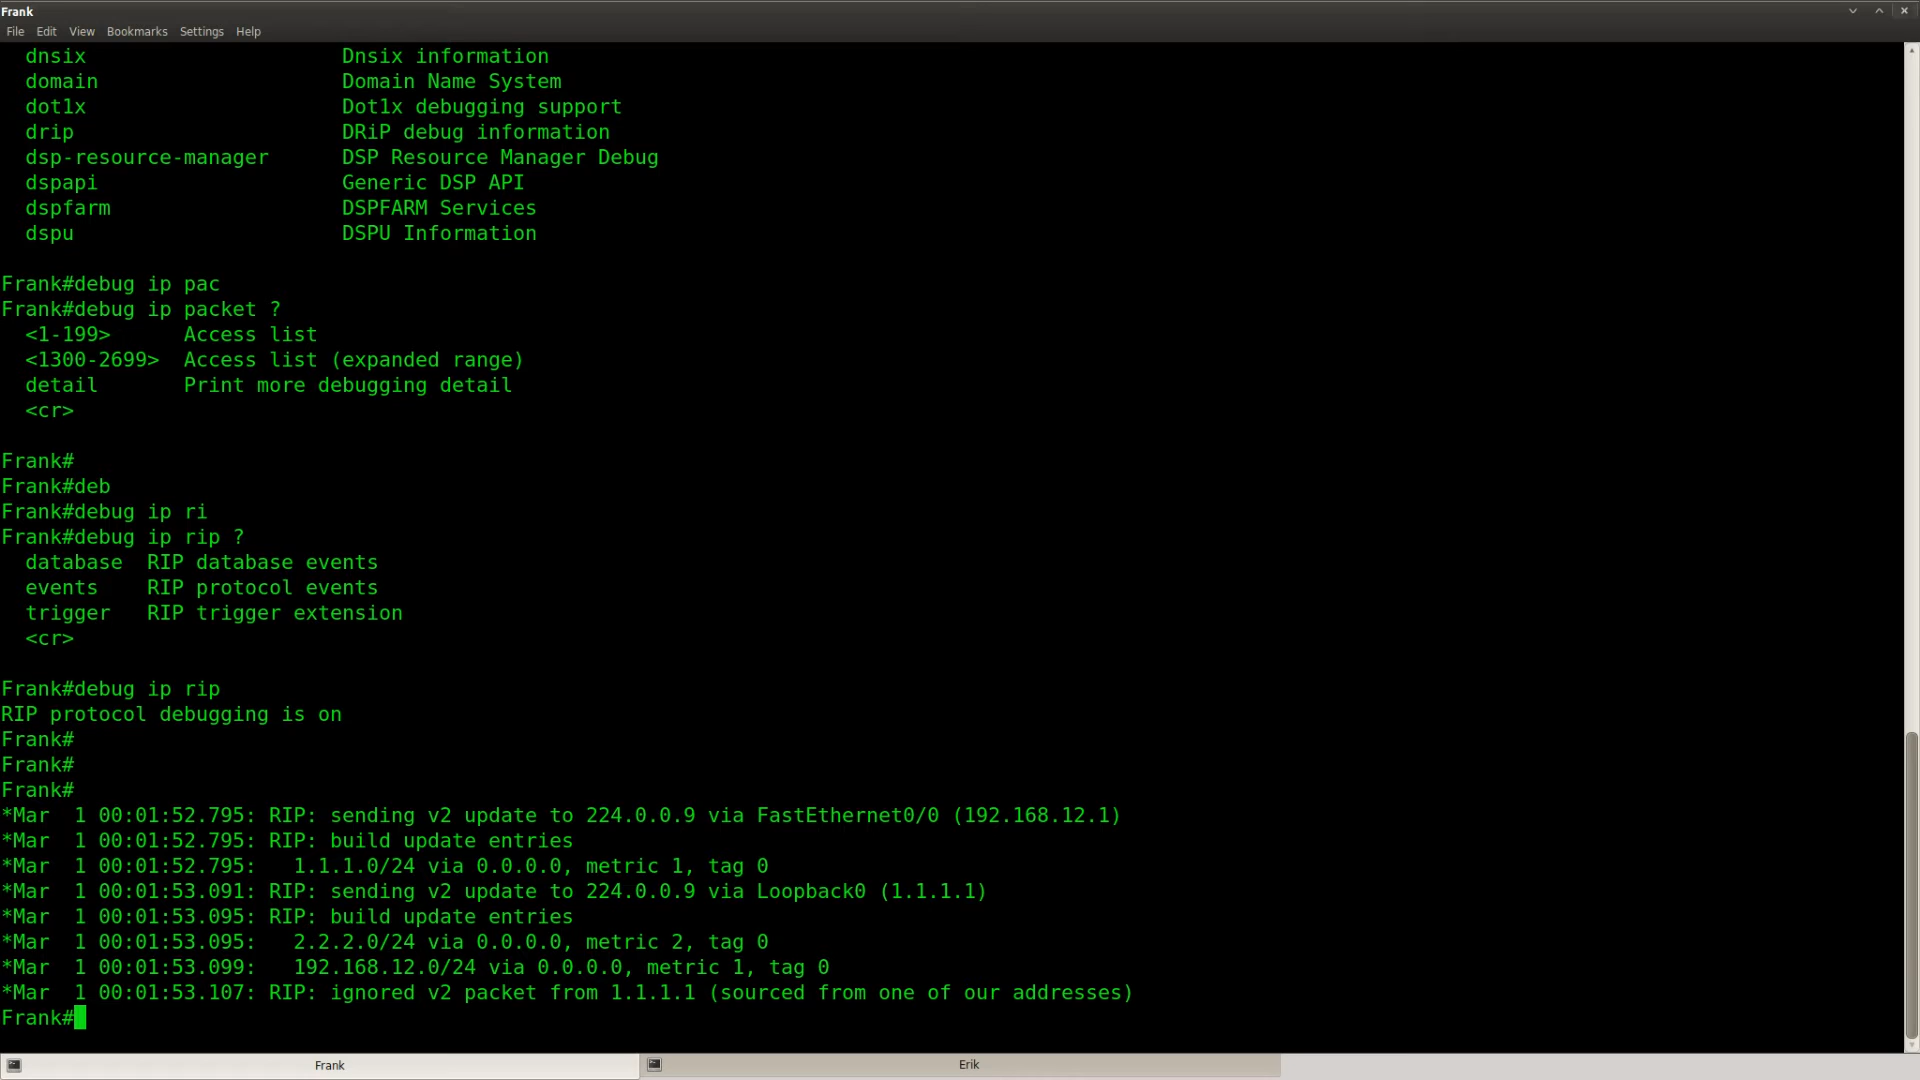 Frank
File Edit View Bookmarks Settings Help
dnsix Dnsix information
domain Domain Name System
dot1x Dot1x debugging support
drip DRiP debug information
dsp-resource-manager DSP Resource Manager Debug
dspapi Generic DSP API
dspfarm DSPFARM Services
dspu DSPU Information
Frank#debug ip pac
Frank#debug ip packet ?
<1-199> Access list
<1300-2699> Access list (expanded range)
detail Print more debugging detail
<cr>
Frank#
Frank#deb
Frank#debug ip ri
Frank#debug ip rip ?
database RIP database events
events RIP protocol events
trigger RIP trigger extension
<cr>
Frank#debug ip rip
RIP protocol debugging is on
Frank#
Frank#
Frank#
*Mar  1 00:01:52.795: RIP: sending v2 update to 224.0.0.9 via FastEthernet0/0 (192.168.12.1)
*Mar  1 00:01:52.795: RIP: build update entries
*Mar  1 00:01:52.795:   1.1.1.0/24 via 0.0.0.0, metric 1, tag 0
*Mar  1 00:01:53.091: RIP: sending v2 update to 224.0.0.9 via Loopback0 (1.1.1.1)
*Mar  1 00:01:53.095: RIP: build update entries
*Mar  1 00:01:53.095:   2.2.2.0/24 via 0.0.0.0, metric 2, tag 0
*Mar  1 00:01:53.099:   192.168.12.0/24 via 0.0.0.0, metric 1, tag 0
*Mar  1 00:01:53.107: RIP: ignored v2 packet from 1.1.1.1 (sourced from one of our addresses)
Frank#
Frank Erik